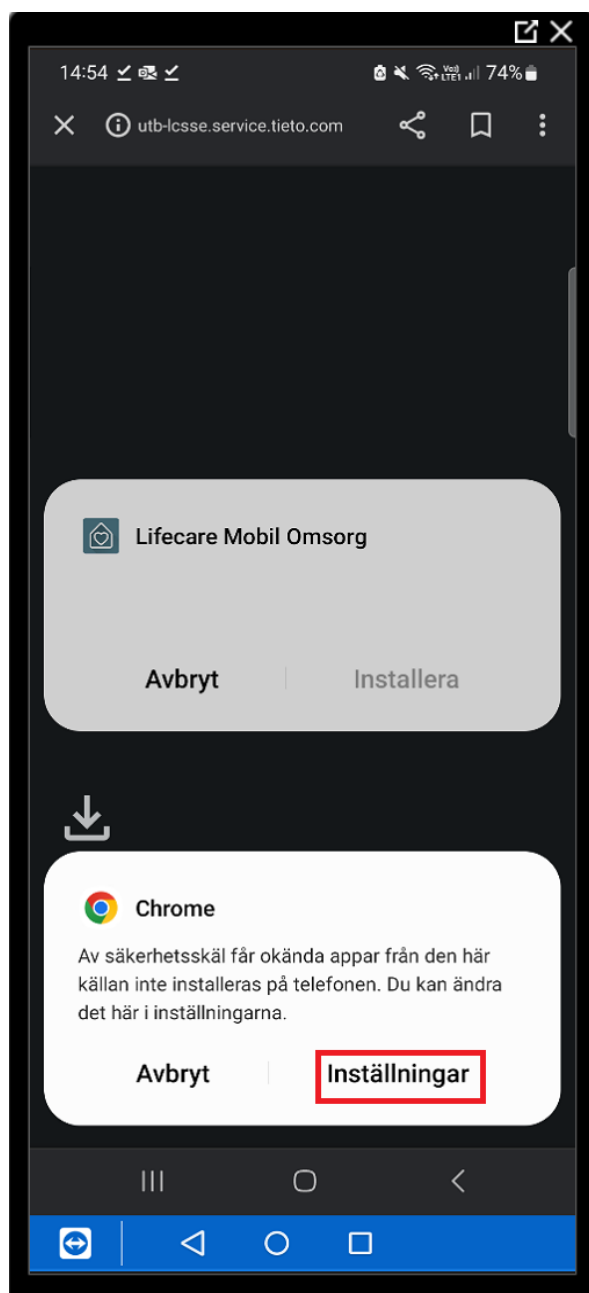 14:54 74%
utb-lcsse.service.tieto.com
Lifecare Mobil Omsorg
Avbryt Installera
Chrome
Av säkerhetsskäl får okända appar från den här
källan inte installeras på telefonen. Du kan ändra
det här i inställningarna.
Avbryt Inställningar